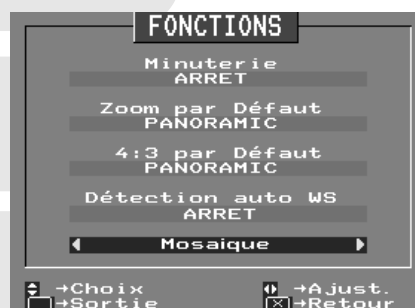 FONCTIONS
Minuterie
ARRET
Zoom par Défaut
PANORAMIC
4:3 par Défaut
PANORAMIC
Détection auto WS
ARRET
Mosaique
→Choix →Ajust.
→Sortie →Retour